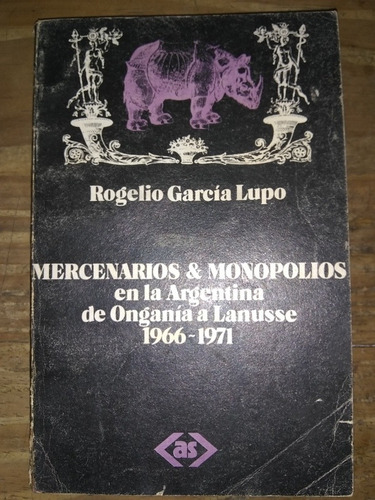 Rogelio García Lupo
MERCENARIOS & MONOPOLIOS
en la Argentina
de Onganía a Lanusse
1966-1971
as